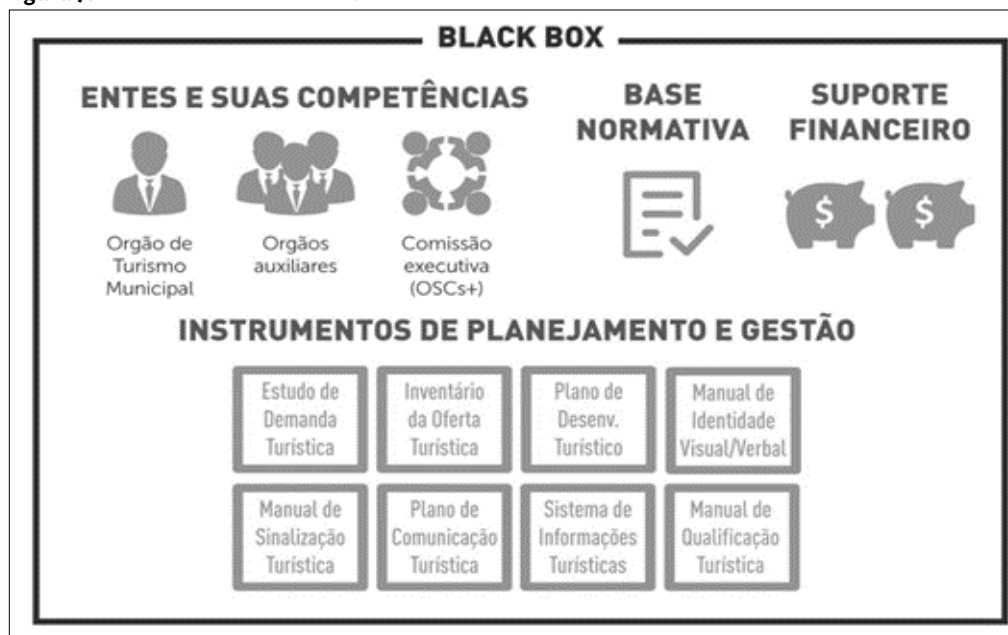 BLACK BOX
ENTES E SUAS COMPETÊNCIAS
Orgão de
Turismo
Municipal
Orgãos
auxiliares
Comissão
executiva
(OSCs+)
BASE
NORMATIVA
SUPORTE
FINANCEIRO
$ $
INSTRUMENTOS DE PLANEJAMENTO E GESTÃO
Estudo de
Demanda
Turística
Inventário
da Oferta
Turística
Plano de
Desenv.
Turístico
Manual de
Identidade
Visual/Verbal
Manual de
Sinalização
Turística
Plano de
Comunicação
Turística
Sistema de
Informações
Turísticas
Manual de
Qualificação
Turística